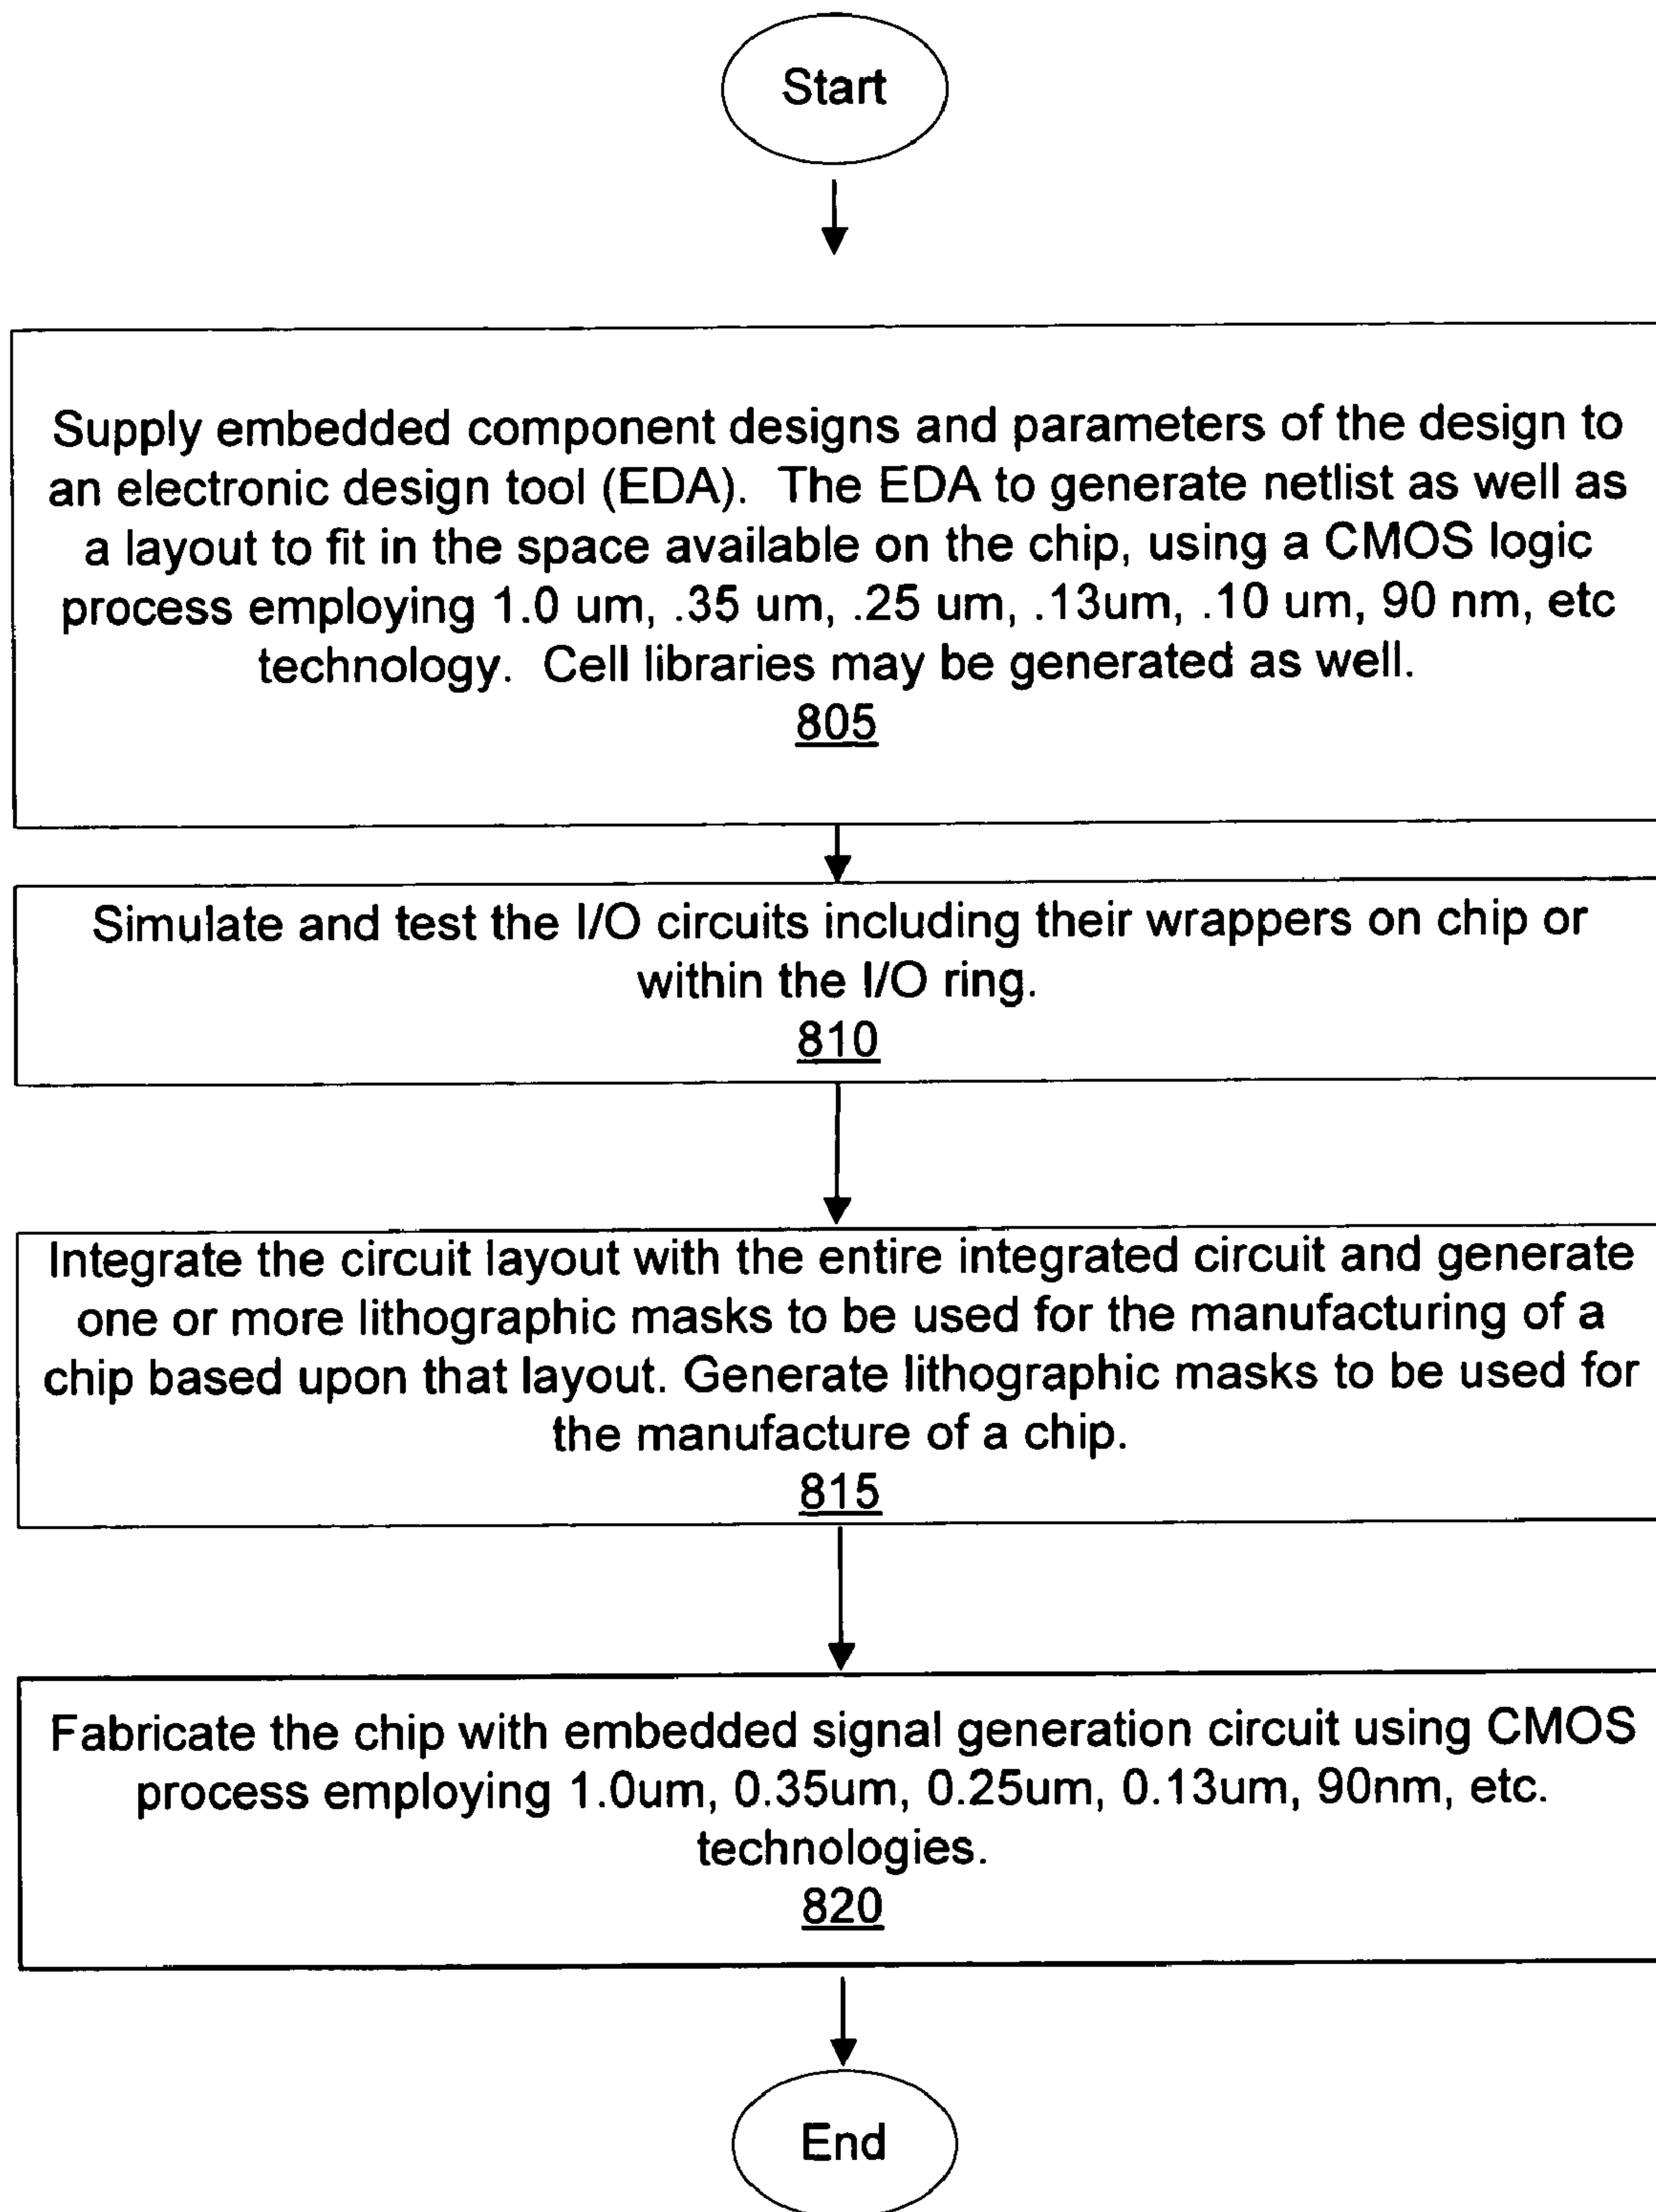 Start
Supply embedded component designs and parameters of the design to
an electronic design tool (EDA).  The EDA to generate netlist as well as
a layout to fit in the space available on the chip, using a CMOS logic
process employing 1.0 um, .35 um, .25 um, .13um, .10 um, 90 nm, etc
technology.  Cell libraries may be generated as well.
805
Simulate and test the I/O circuits including their wrappers on chip or
within the I/O ring.
810
Integrate the circuit layout with the entire integrated circuit and generate
one or more lithographic masks to be used for the manufacturing of a
chip based upon that layout. Generate lithographic masks to be used for
the manufacture of a chip.
815
Fabricate the chip with embedded signal generation circuit using CMOS
process employing 1.0um, 0.35um, 0.25um, 0.13um, 90nm, etc.
technologies.
820
End